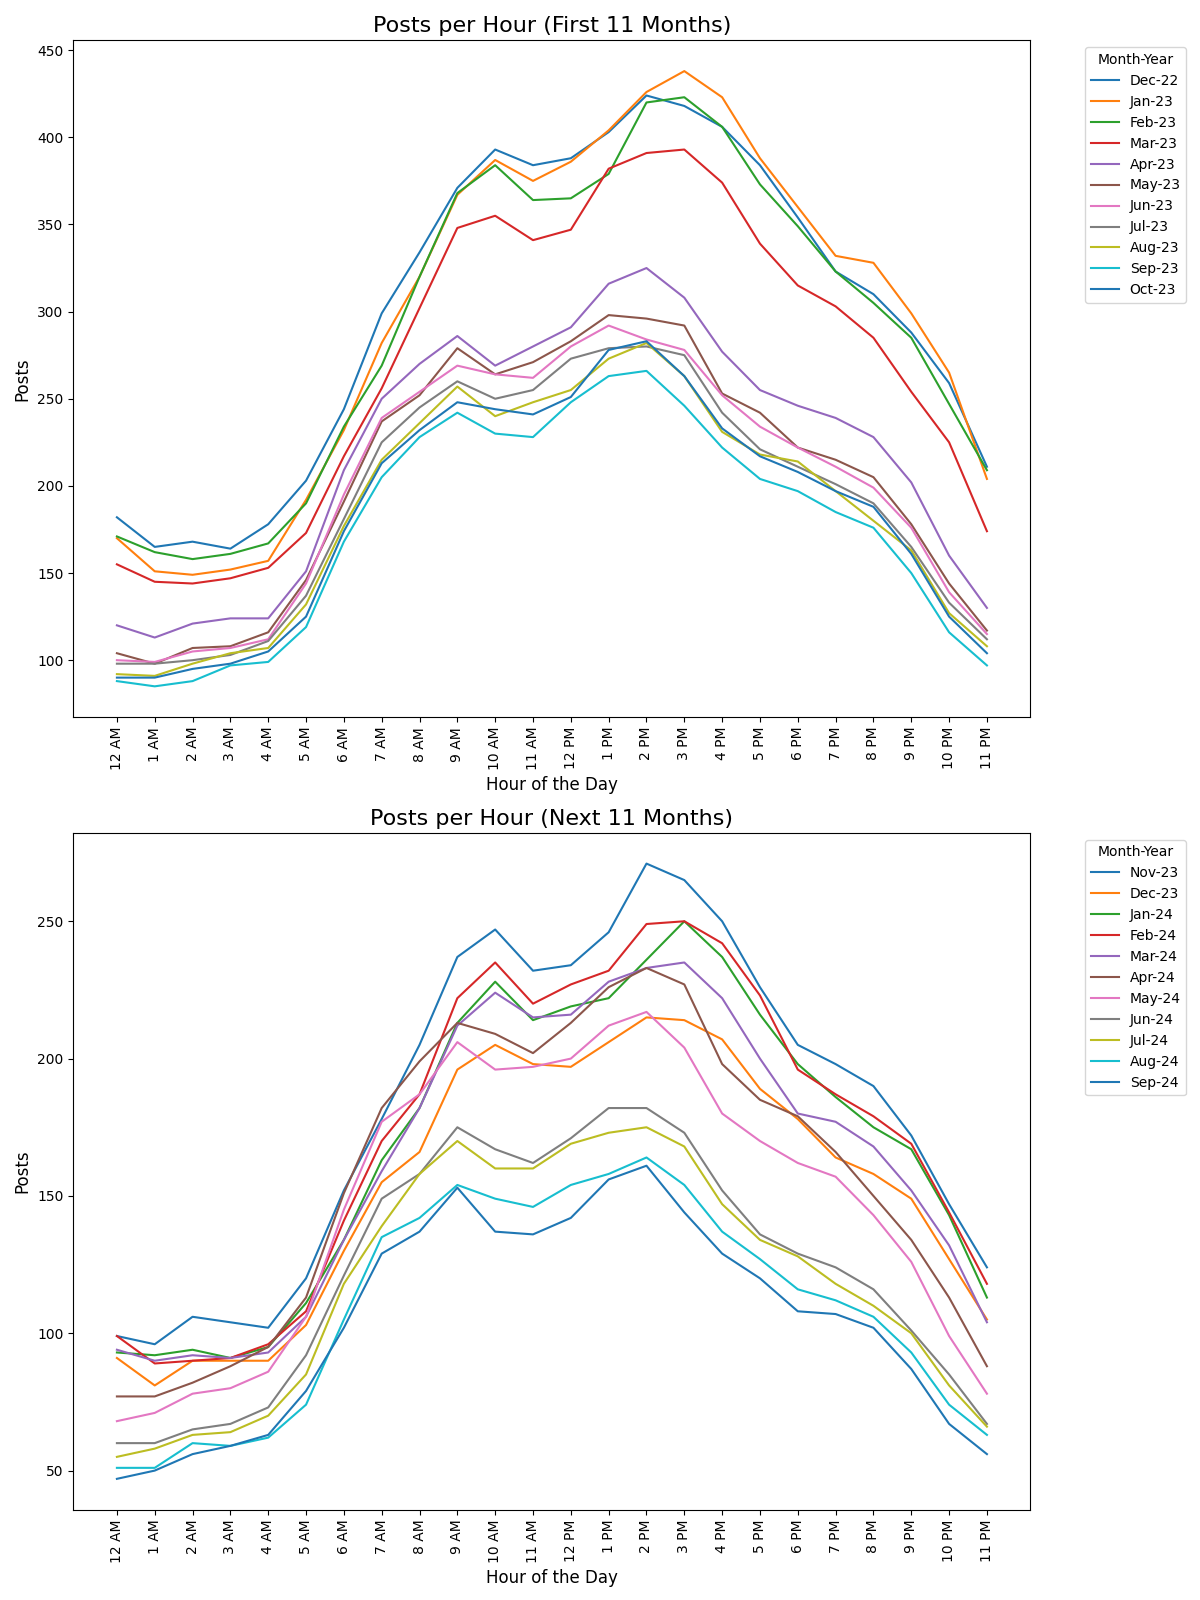 Posts per Hour (First 11 Months)
450
400
350
300
250
200
150
100
Posts
12 AM
1 AM
2 AM
3 AM
4 AM
5 AM
6 AM
7 AM
8 AM
9 AM
10 AM
11 AM
12 PM
1 PM
2 PM
3 PM
4 PM
5 PM
6 PM
7 PM
8 PM
9 PM
10 PM
11 PM
Hour of the Day
Month-Year
Dec-22
Jan-23
Feb-23
Mar-23
Apr-23
May-23
Jun-23
Jul-23
Aug-23
Sep-23
Oct-23
Posts per Hour (Next 11 Months)
250
200
150
100
50
Posts
12 AM
1 AM
2 AM
3 AM
4 AM
5 AM
6 AM
7 AM
8 AM
9 AM
10 AM
11 AM
12 PM
1 PM
2 PM
3 PM
4 PM
5 PM
6 PM
7 PM
8 PM
9 PM
10 PM
11 PM
Hour of the Day
Month-Year
Nov-23
Dec-23
Jan-24
Feb-24
Mar-24
Apr-24
May-24
Jun-24
Jul-24
Aug-24
Sep-24